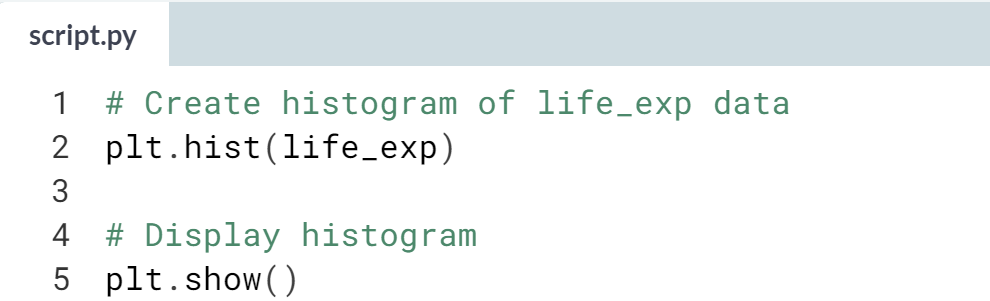 script.py
1 # Create histogram of life_exp data
2 plt.hist(life_exp)
3
4 # Display histogram
5 plt.show()